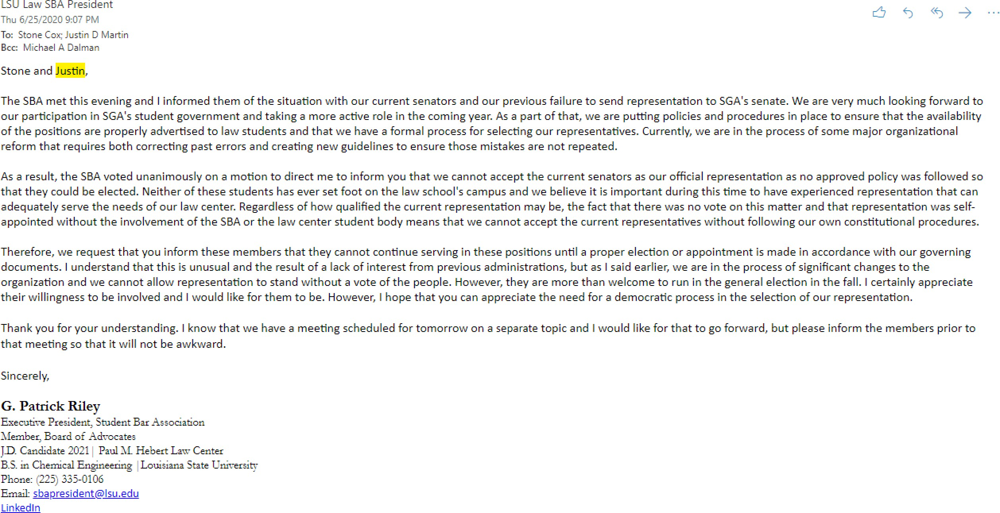 LSU Law SBA President
Thu 6/25/2020 9:07 PM
To: Stone Cox; Justin D Martin
Bcc: Michael A Dalman
Stone and Justin,
The SBA met this evening and I informed them of the situation with our current senators and our previous failure to send representation to SGA's senate. We are very much looking forward to
our participation in SGA's student government and taking a more active role in the coming year. As a part of that, we are putting policies and procedures in place to ensure that the availability
of the positions are properly advertised to law students and that we have a formal process for selecting our representatives. Currently, we are in the process of some major organizational
reform that requires both correcting past errors and creating new guidelines to ensure those mistakes are not repeated.
As a result, the SBA voted unanimously on a motion to direct me to inform you that we cannot accept the current senators as our official representation as no approved policy was followed so
that they could be elected. Neither of these students has ever set foot on the law school's campus and we believe it is important during this time to have experienced representation that can
adequately serve the needs of our law center. Regardless of how qualified the current representation may be, the fact that there was no vote on this matter and that representation was self-
appointed without the involvement of the SBA or the law center student body means that we cannot accept the current representatives without following our own constitutional procedures.
Therefore, we request that you inform these members that they cannot continue serving in these positions until a proper election or appointment is made in accordance with our governing
documents. I understand that this is unusual and the result of a lack of interest from previous administrations, but as I said earlier, we are in the process of significant changes to the
organization and we cannot allow representation to stand without a vote of the people. However, they are more than welcome to run in the general election in the fall. I certainly appreciate
their willingness to be involved and I would like for them to be. However, I hope that you can appreciate the need for a democratic process in the selection of our representation.
Thank you for your understanding. I know that we have a meeting scheduled for tomorrow on a separate topic and I would like for that to go forward, but please inform the members prior to
that meeting so that it will not be awkward.
Sincerely,
G. Patrick Riley
Executive President, Student Bar Association
Member, Board of Advocates
J.D. Candidate 2021| Paul M. Hebert Law Center
B.S. in Chemical Engineering |Louisiana State University
Phone: (225) 335-0106
Email: sbapresident@lsu.edu
LinkedIn